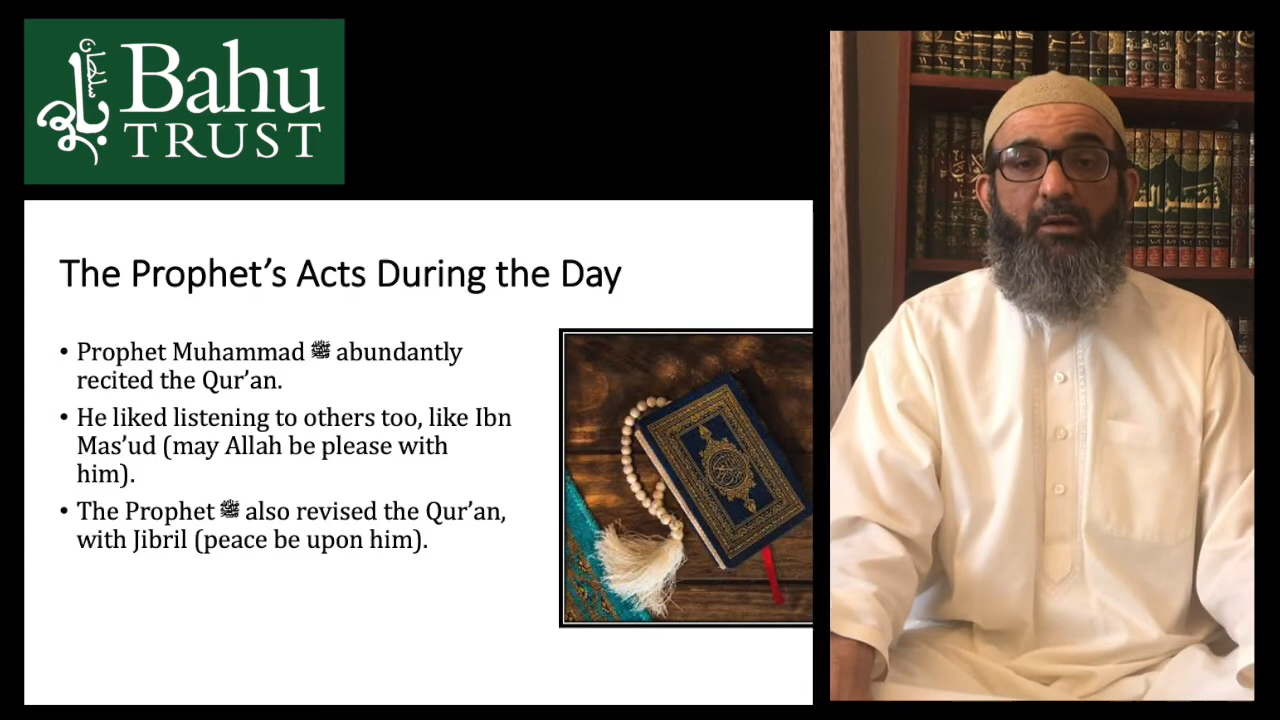 سلطان
باہو
Bahu
TRUST
The Prophet’s Acts During the Day
• Prophet Muhammad ﷺ abundantly
recited the Qur’an.
• He liked listening to others too, like Ibn
Mas’ud (may Allah be please with
him).
• The Prophet ﷺ also revised the Qur’an,
with Jibril (peace be upon him).